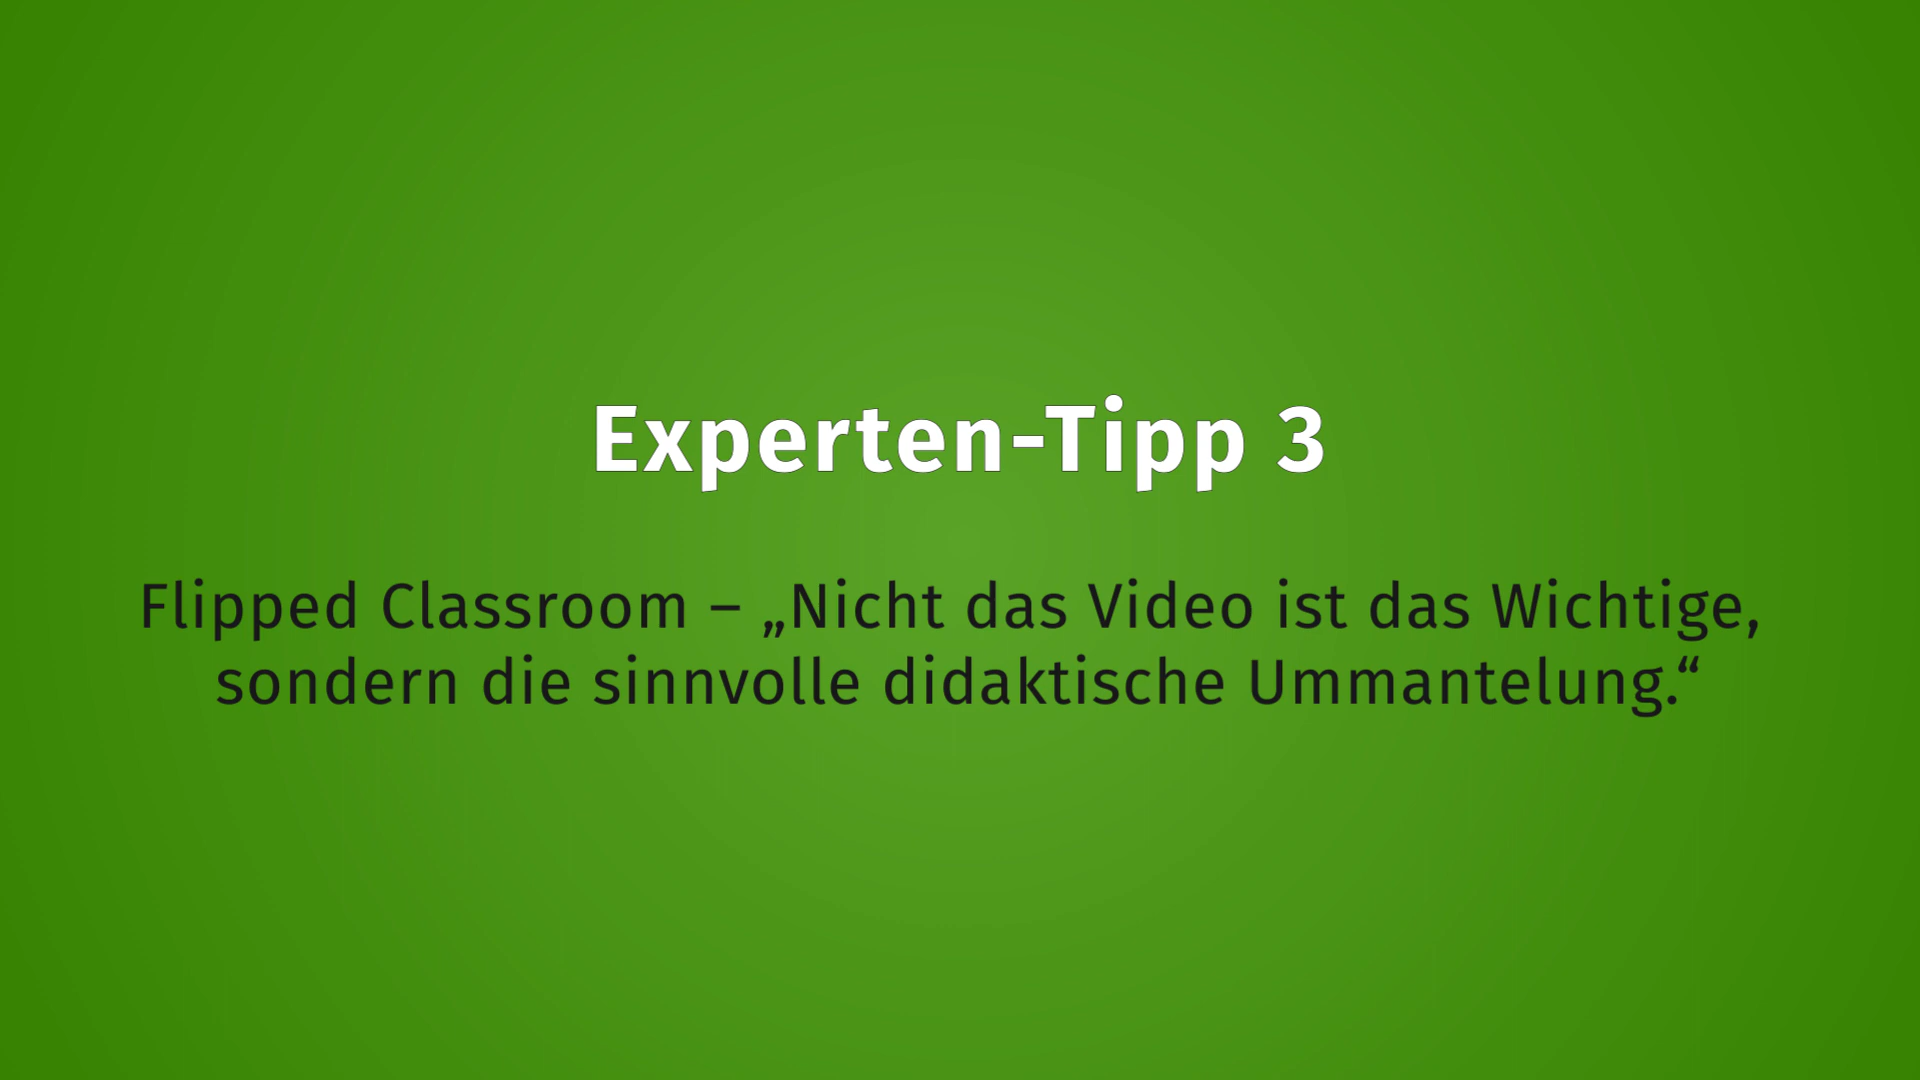 Experten-Tipp 3
Flipped Classroom – „Nicht das Video ist das Wichtige,
sondern die sinnvolle didaktische Ummantelung.“